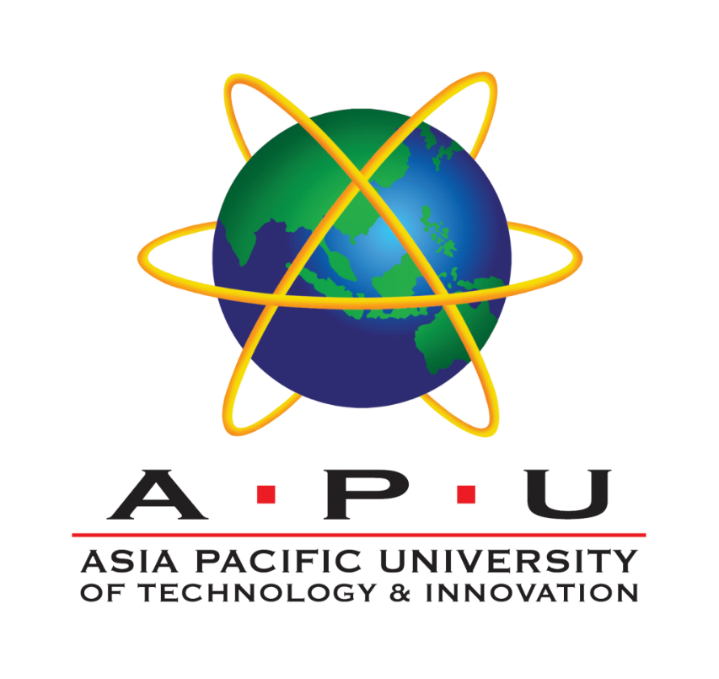 A · P · U
ASIA PACIFIC UNIVERSITY
OF TECHNOLOGY & INNOVATION